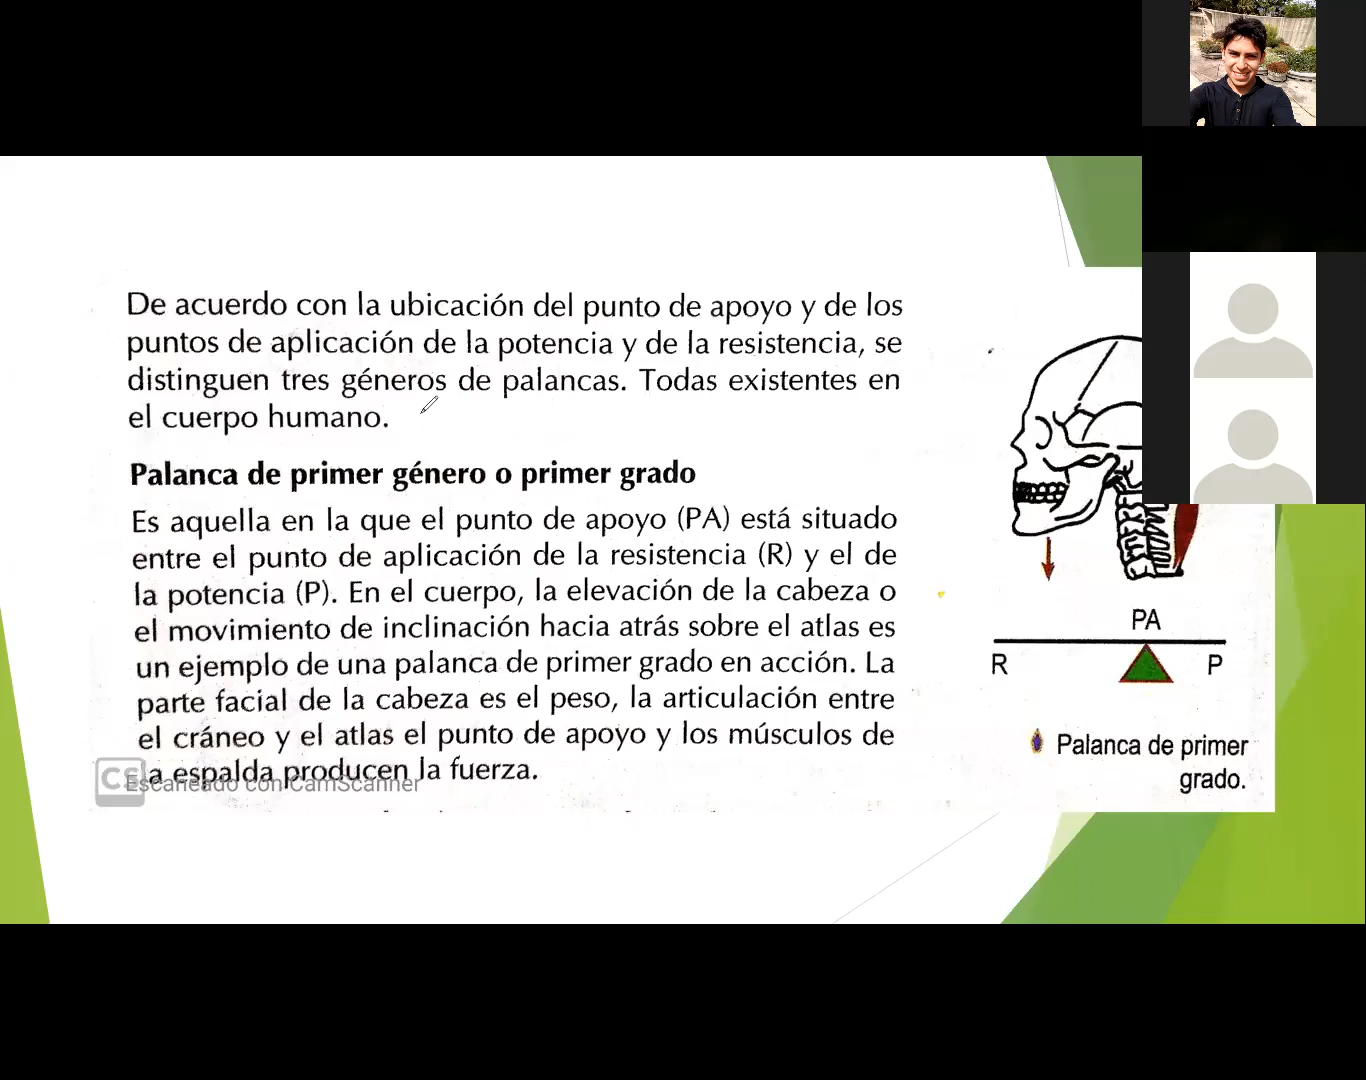 De acuerdo con la ubicación del punto de apoyo y de los
puntos de aplicación de la potencia y de la resistencia, se
distinguen tres géneros de palancas. Todas existentes en
el cuerpo humano.
Palanca de primer género o primer grado
Es aquella en la que el punto de apoyo (PA) está situado
entre el punto de aplicación de la resistencia (R) y el de
la potencia (P). En el cuerpo, la elevación de la cabeza o
el movimiento de inclinación hacia atrás sobre el atlas es
un ejemplo de una palanca de primer grado en acción. La
parte facial de la cabeza es el peso, la articulación entre
el cráneo y el atlas el punto de apoyo y los músculos de
la espalda producen la fuerza.
CS Escaneado con CamScanner
PA
R P
Palanca de primer
grado.